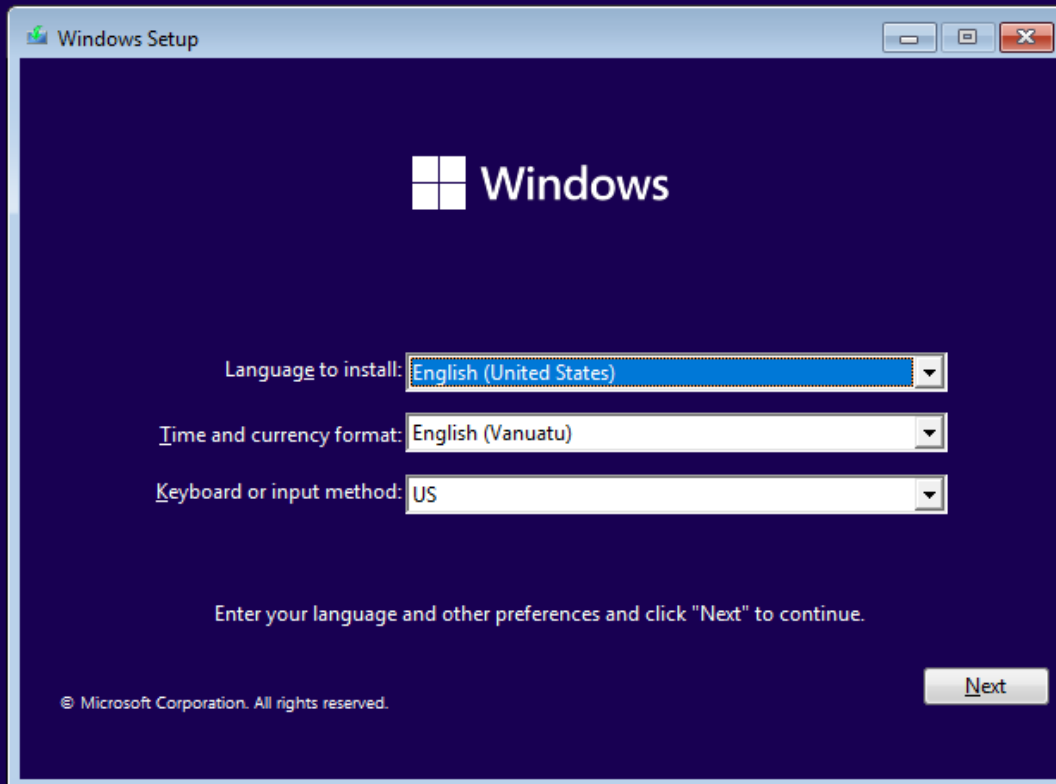 Windows Setup
Windows
Language to install: English (United States)
Time and currency format: English (Vanuatu)
Keyboard or input method: US
Enter your language and other preferences and click "Next" to continue.
Next
© Microsoft Corporation. All rights reserved.